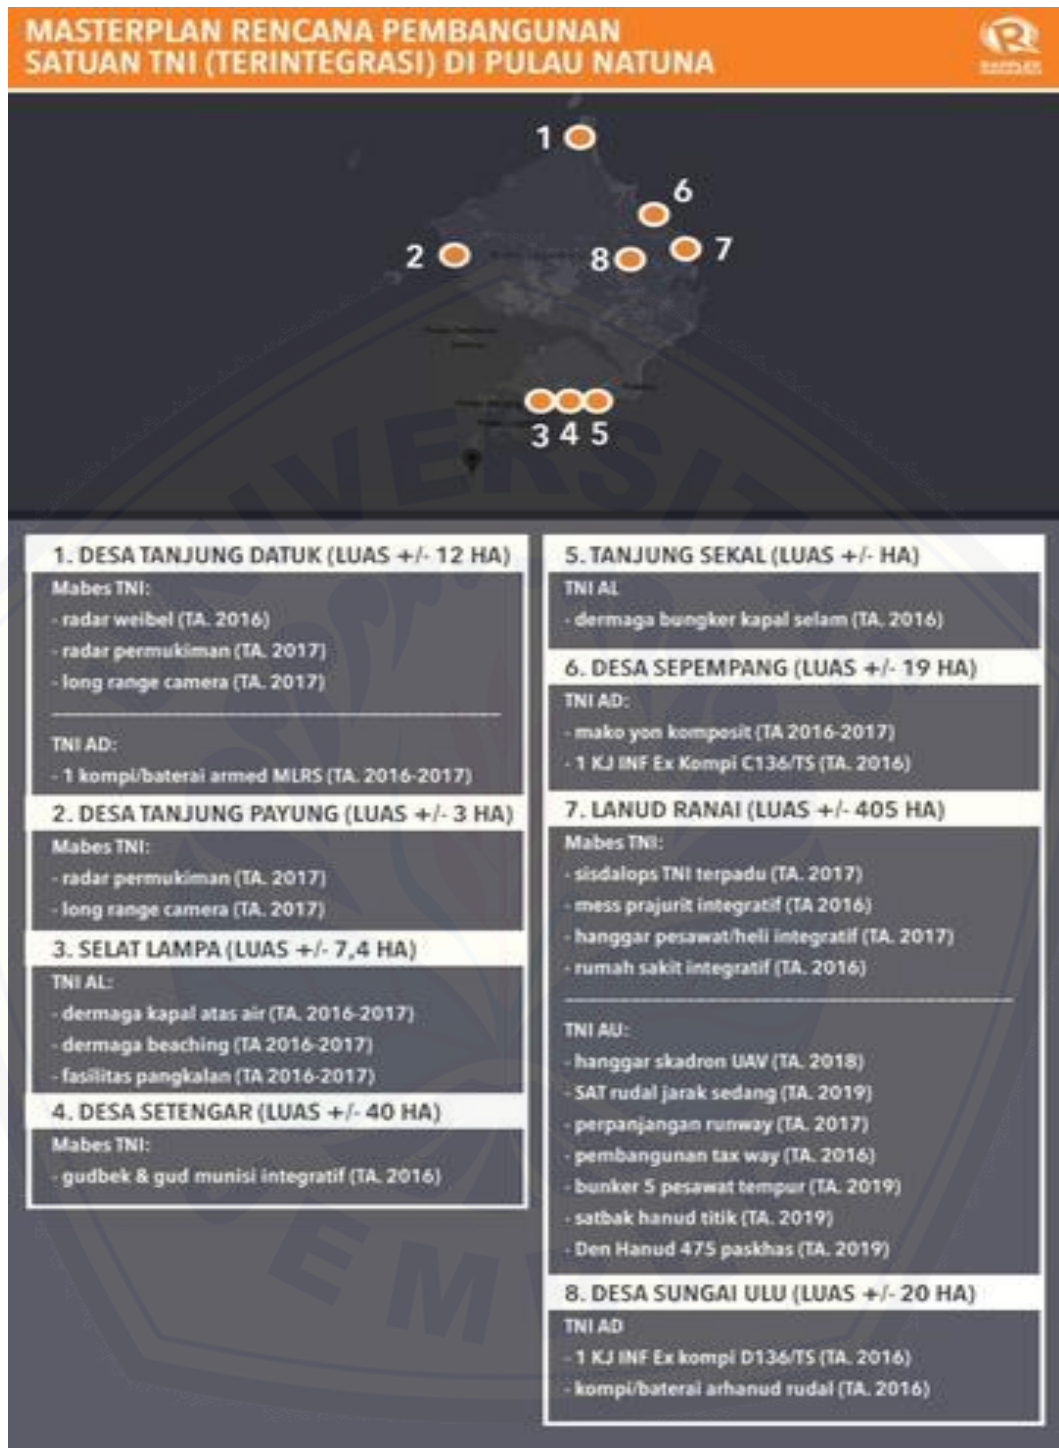 MASTERPLAN RENCANA PEMBANGUNAN
SATUAN TNI (TERINTEGRASI) DI PULAU NATUNA
RAPPLER
1
6
2
8
7
3 4 5
1. DESA TANJUNG DATUK (LUAS +/- 12 HA)
Mabes TNI:
- radar weibel (TA. 2016)
- radar permukiman (TA. 2017)
- long range camera (TA. 2017)
TNI AD:
- 1 kompi/baterai armed MLRS (TA. 2016-2017)
2. DESA TANJUNG PAYUNG (LUAS +/- 3 HA)
Mabes TNI:
- radar permukiman (TA. 2017)
- long range camera (TA. 2017)
3. SELAT LAMPA (LUAS +/- 7,4 HA)
TNI AL:
- dermaga kapal atas air (TA. 2016-2017)
- dermaga beaching (TA 2016-2017)
- fasilitas pangkalan (TA 2016-2017)
4. DESA SETENGAR (LUAS +/- 40 HA)
Mabes TNI:
- gudbek & gud munisi integratif (TA. 2016)
5. TANJUNG SEKAL (LUAS +/- HA)
TNI AL
- dermaga bungker kapal selam (TA. 2016)
6. DESA SEPEMPANG (LUAS +/- 19 HA)
TNI AD:
- mako yon komposit (TA 2016-2017)
- 1 KJ INF Ex Kompi C136/TS (TA. 2016)
7. LANUD RANAI (LUAS +/- 405 HA)
Mabes TNI:
- sisdalops TNI terpadu (TA. 2017)
- mess prajurit integratif (TA 2016)
- hanggar pesawat/heli integratif (TA. 2017)
- rumah sakit integratif (TA. 2016)
TNI AU:
- hanggar skadron UAV (TA. 2018)
- SAT rudal jarak sedang (TA. 2019)
- perpanjangan runway (TA. 2017)
- pembangunan tax way (TA. 2016)
- bunker 5 pesawat tempur (TA. 2019)
- satbak hanud titik (TA. 2019)
- Den Hanud 475 paskhas (TA. 2019)
8. DESA SUNGAI ULU (LUAS +/- 20 HA)
TNI AD
- 1 KJ INF Ex kompi D136/TS (TA. 2016)
- kompi/baterai arhanud rudal (TA. 2016)
UNIVERSITAS
JEMBER